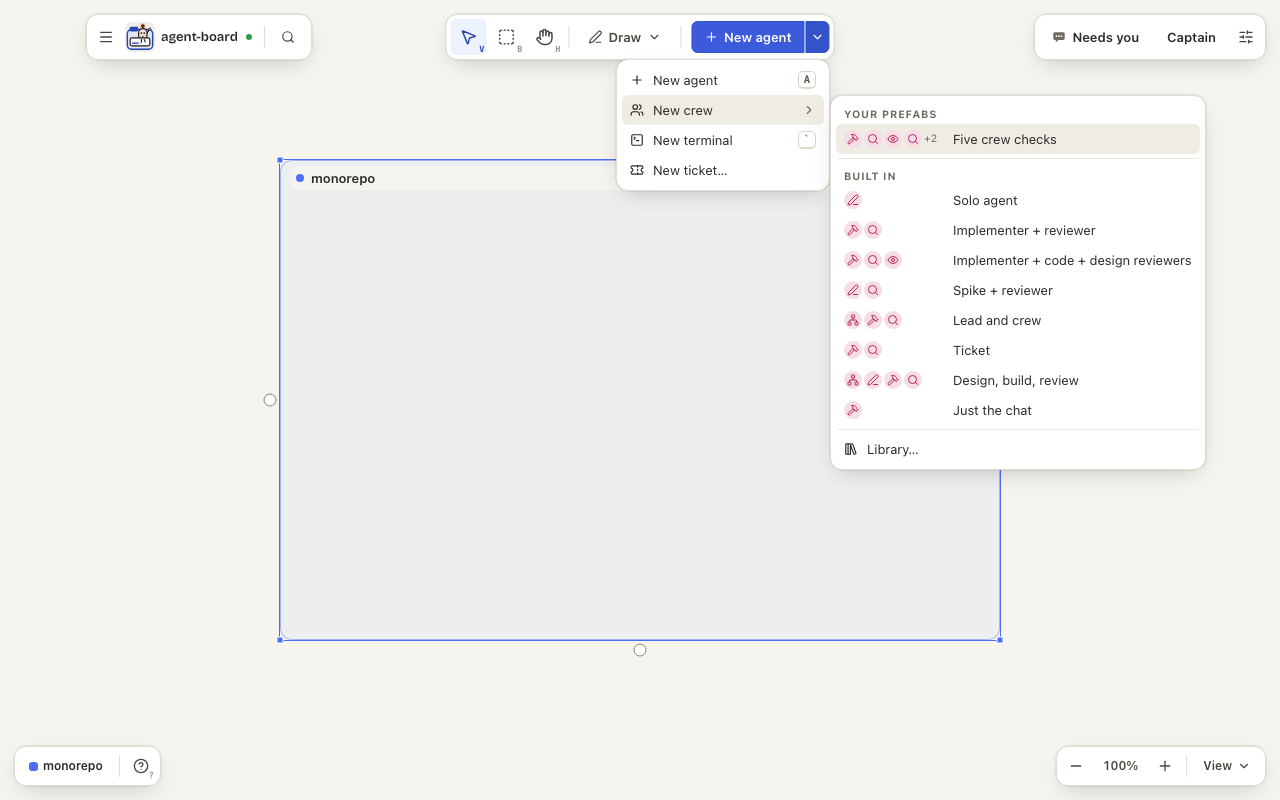 agent-board
V
B
H
Draw
New agent
Needs you
Captain
New agent
A
New crew
New terminal
`
New ticket...
YOUR PREFABS
+2
Five crew checks
BUILT IN
Solo agent
Implementer + reviewer
Implementer + code + design reviewers
Spike + reviewer
Lead and crew
Ticket
Design, build, review
Just the chat
Library...
monorepo
monorepo
?
100%
View